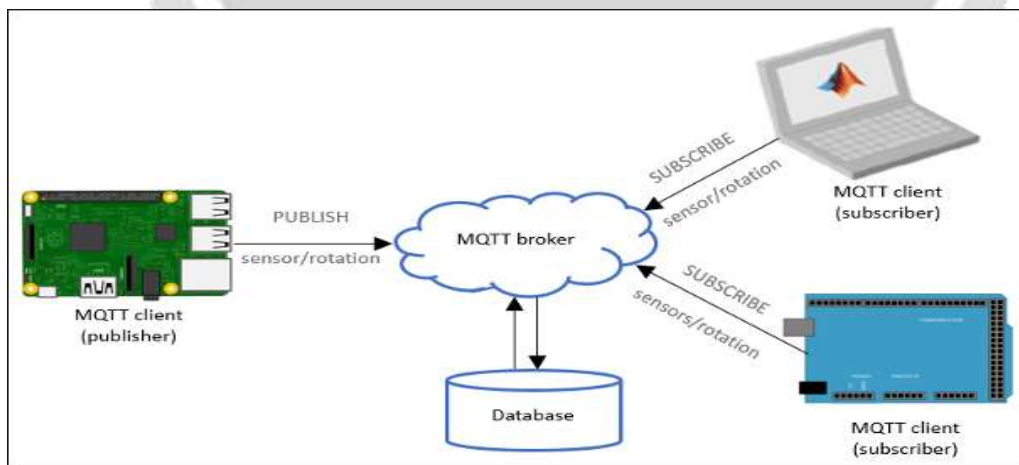 PUBLISH
sensor/rotation
MQTT client
(publisher)
MQTT broker
Database
SUBSCRIBE
sensor/rotation
MQTT client
(subscriber)
SUBSCRIBE
sensors/rotation
MQTT client
(subscriber)